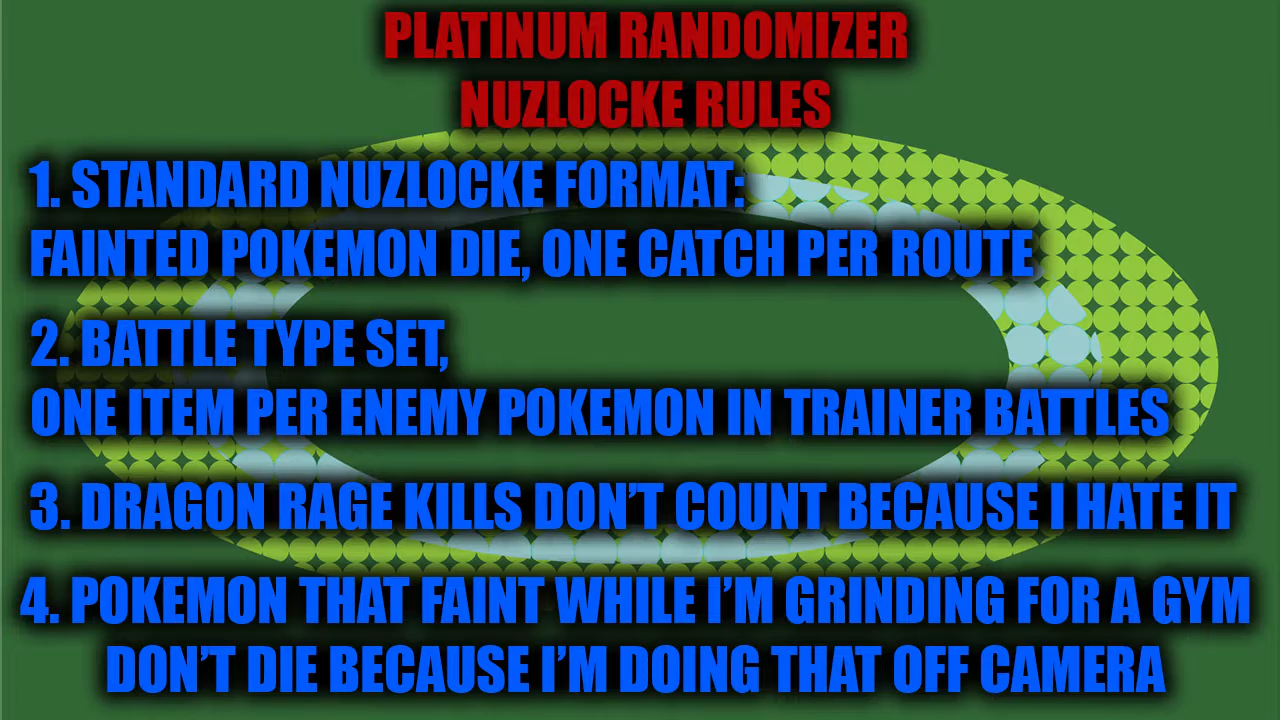 PLATINUM RANDOMIZER
NUZLOCKE RULES
1. STANDARD NUZLOCKE FORMAT:
FAINTED POKEMON DIE, ONE CATCH PER ROUTE
2. BATTLE TYPE SET,
ONE ITEM PER ENEMY POKEMON IN TRAINER BATTLES
3. DRAGON RAGE KILLS DON'T COUNT BECAUSE I HATE IT
4. POKEMON THAT FAINT WHILE I'M GRINDING FOR A GYM
DON'T DIE BECAUSE I'M DOING THAT OFF CAMERA